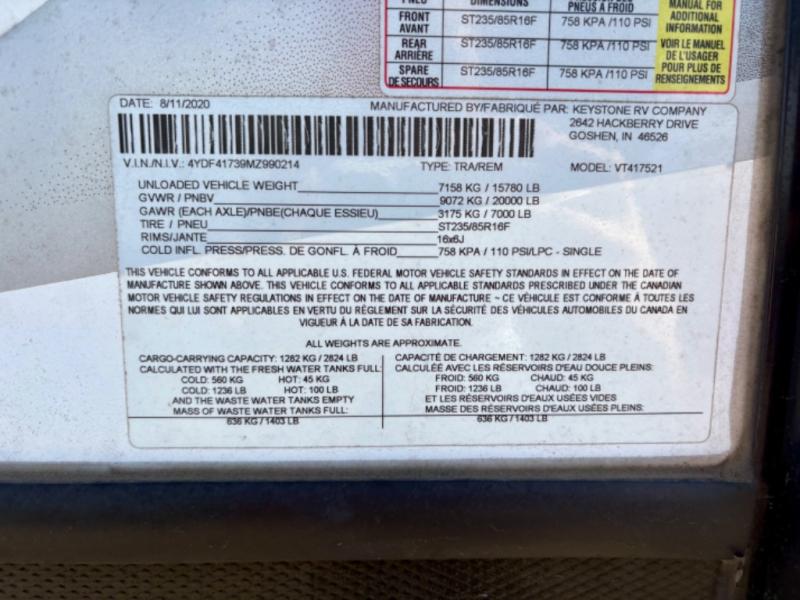 DIMENSIONS PNEUS À FROID MANUAL FOR
ADDITIONAL
INFORMATION
FRONT AVANT ST235/85R16F 758 KPA /110 PSI
VOIR LE MANUEL
DE L'USAGER
POUR PLUS DE
RENSEIGNEMENTS
REAR ARRIÈRE ST235/85R16F 758 KPA /110 PSI
SPARE DE SECOURS ST235/85R16F 758 KPA /110 PSI
DATE: 8/11/2020 MANUFACTURED BY/FABRIQUÉ PAR: KEYSTONE RV COMPANY
2642 HACKBERRY DRIVE
GOSHEN, IN 46526
V.I.N./N.I.V.: 4YDF41739MZ990214 TYPE: TRA/REM MODEL: VT417521
UNLOADED VEHICLE WEIGHT 7158 KG / 15780 LB
GVWR / PNBV 9072 KG / 20000 LB
GAWR (EACH AXLE)/PNBE(CHAQUE ESSIEU) 3175 KG / 7000 LB
TIRE / PNEU ST235/85R16F
RIMS/JANTE 16x6J
COLD INFL. PRESS/PRESS. DE GONFL. À FROID 758 KPA / 110 PSI/LPC - SINGLE
THIS VEHICLE CONFORMS TO ALL APPLICABLE U.S. FEDERAL MOTOR VEHICLE SAFETY STANDARDS IN EFFECT ON THE DATE OF
MANUFACTURE SHOWN ABOVE. THIS VEHICLE CONFORMS TO ALL APPLICABLE STANDARDS PRESCRIBED UNDER THE CANADIAN
MOTOR VEHICLE SAFETY REGULATIONS IN EFFECT ON THE DATE OF MANUFACTURE ~ CE VÉHICULE EST CONFORME À TOUTES LES
NORMES QUI LUI SONT APPLICABLES EN VERTU DU RÈGLEMENT SUR LA SÉCURITÉ DES VÉHICULES AUTOMOBILES DU CANADA EN
VIGUEUR À LA DATE DE SA FABRICATION.
ALL WEIGHTS ARE APPROXIMATE.
CARGO-CARRYING CAPACITY: 1282 KG / 2824 LB
CALCULATED WITH THE FRESH WATER TANKS FULL:
COLD: 560 KG HOT: 45 KG
COLD: 1236 LB HOT: 100 LB
AND THE WASTE WATER TANKS EMPTY
MASS OF WASTE WATER TANKS FULL:
636 KG / 1403 LB
CAPACITÉ DE CHARGEMENT: 1282 KG / 2824 LB
CALCULÉE AVEC LES RÉSERVOIRS D'EAU DOUCE PLEINS:
FROID: 560 KG CHAUD: 45 KG
FROID: 1236 LB CHAUD: 100 LB
ET LES RÉSERVOIRS D'EAUX USÉES VIDES
MASSE DES RÉSERVOIRS D'EAUX USÉES PLEINS:
636 KG / 1403 LB